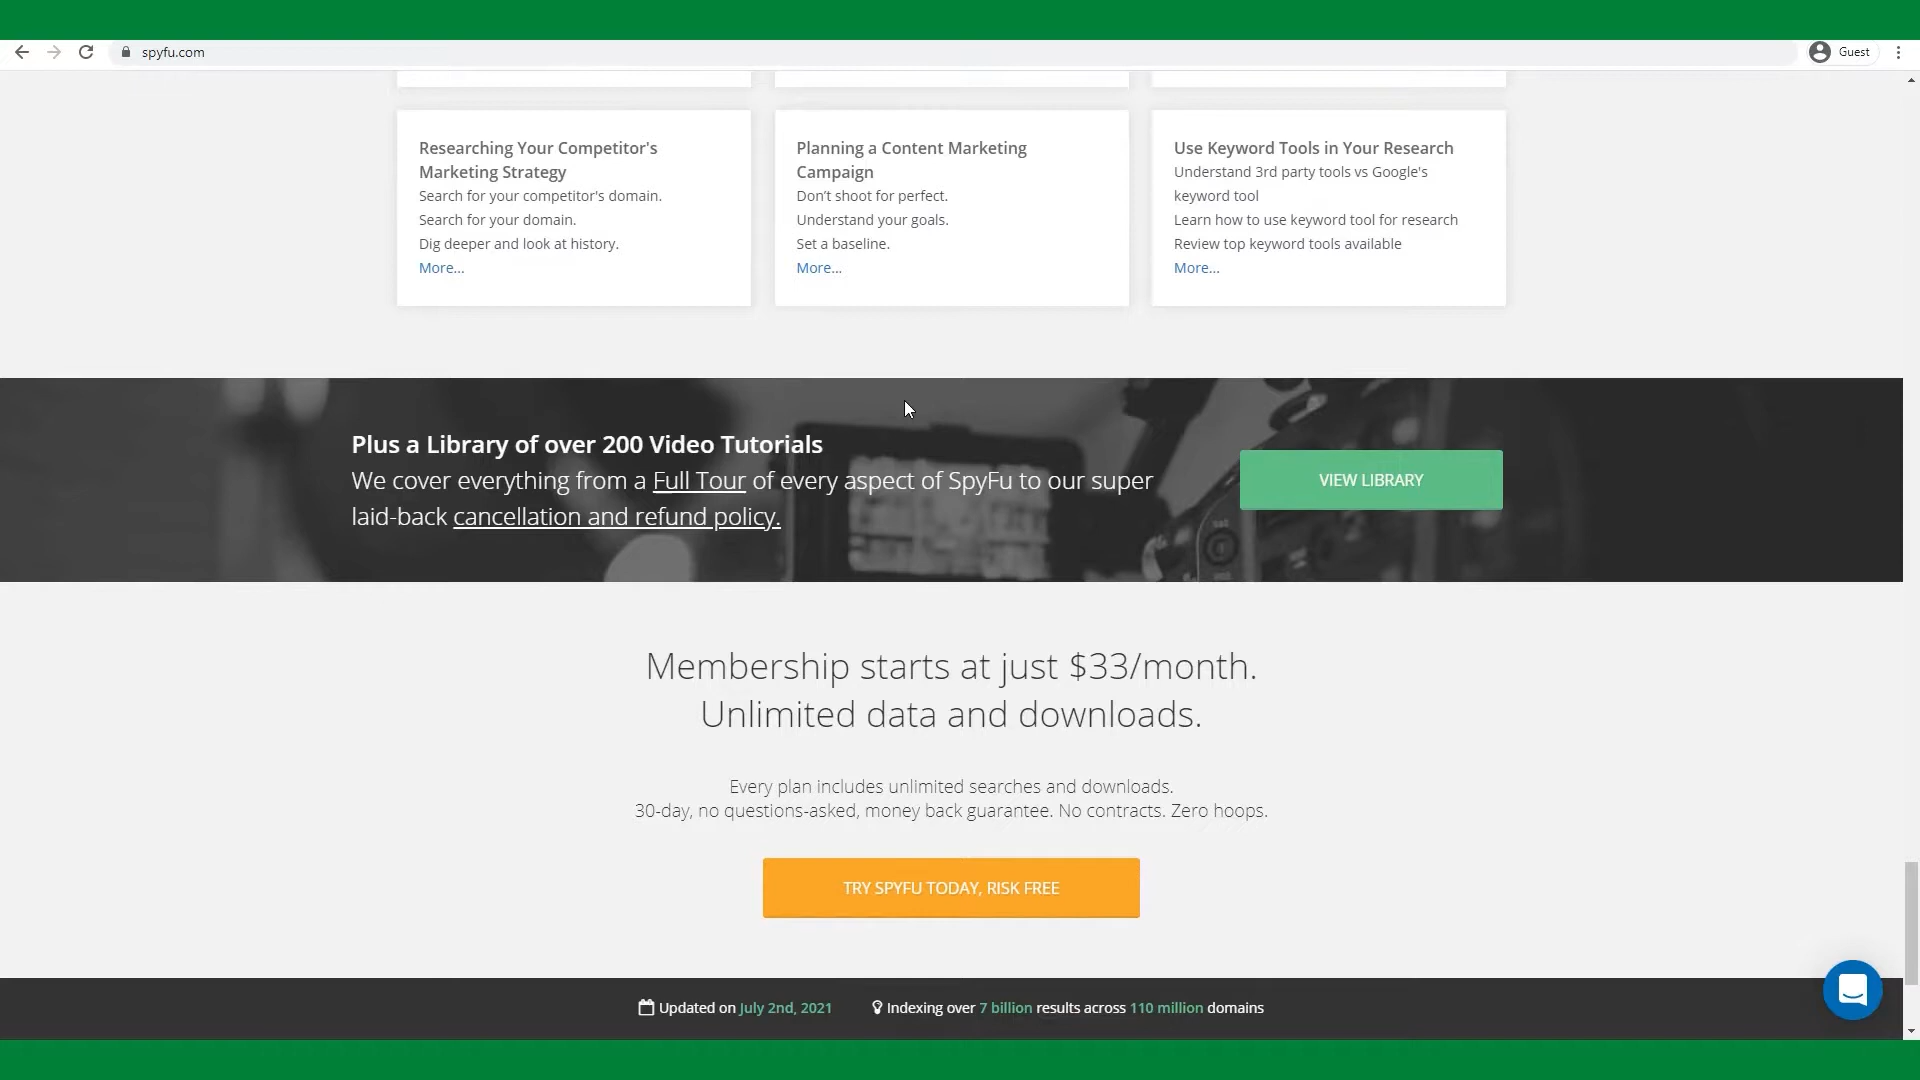 spyfu.com
Guest
Researching Your Competitor's
Marketing Strategy
Search for your competitor's domain.
Search for your domain.
Dig deeper and look at history.
More...
Planning a Content Marketing
Campaign
Don't shoot for perfect.
Understand your goals.
Set a baseline.
More...
Use Keyword Tools in Your Research
Understand 3rd party tools vs Google's
keyword tool
Learn how to use keyword tool for research
Review top keyword tools available
More...
Plus a Library of over 200 Video Tutorials
We cover everything from a Full Tour of every aspect of SpyFu to our super
laid-back cancellation and refund policy.
VIEW LIBRARY
Membership starts at just $33/month.
Unlimited data and downloads.
Every plan includes unlimited searches and downloads.
30-day, no questions-asked, money back guarantee. No contracts. Zero hoops.
TRY SPYFU TODAY, RISK FREE
Updated on July 2nd, 2021
Indexing over 7 billion results across 110 million domains